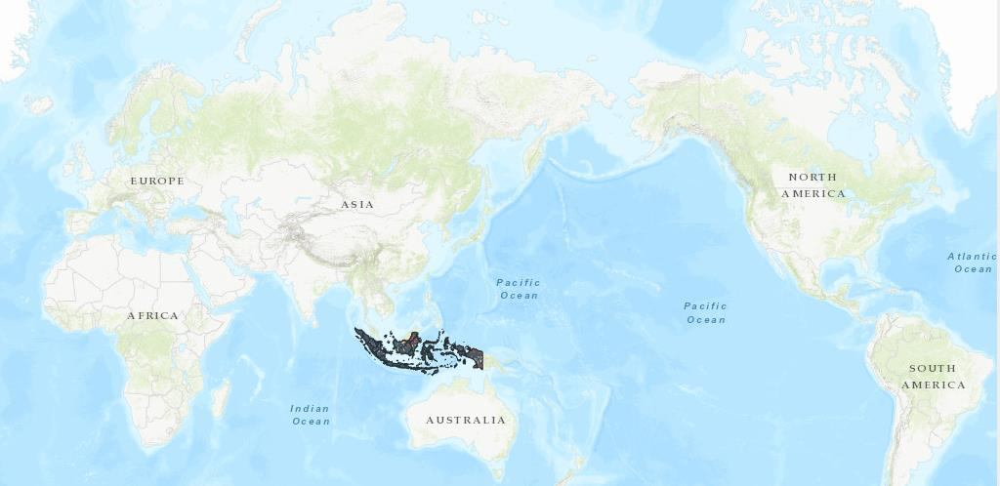 EUROPE
ASIA
NORTH
AMERICA
Atlantic
Ocean
Pacific
Ocean
Pacific
Ocean
AFRICA
SOUTH
AMERICA
Indian
Ocean
AUSTRALIA